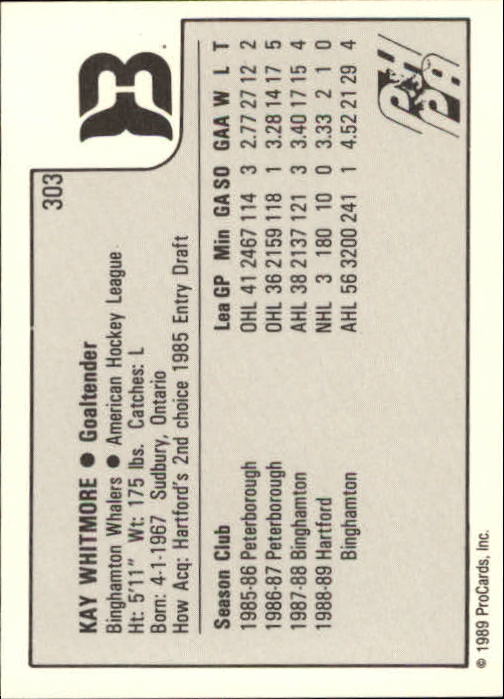 303
KAY WHITMORE ● Goaltender
Binghamton Whalers ● American Hockey League
Ht: 5'11" Wt: 175 lbs. Catches: L
Born: 4-1-1967 Sudbury, Ontario
How Acq: Hartford's 2nd choice 1985 Entry Draft
Season Club Lea GP Min GA SO GAA W L T
1985-86 Peterborough OHL 41 2467 114 3 2.77 27 12 2
1986-87 Peterborough OHL 36 2159 118 1 3.28 14 17 5
1987-88 Binghamton AHL 38 2137 121 3 3.40 17 15 4
1988-89 Hartford NHL 3 180 10 0 3.33 2 1 0
Binghamton AHL 56 3200 241 1 4.52 21 29 4
© 1989 ProCards, Inc.